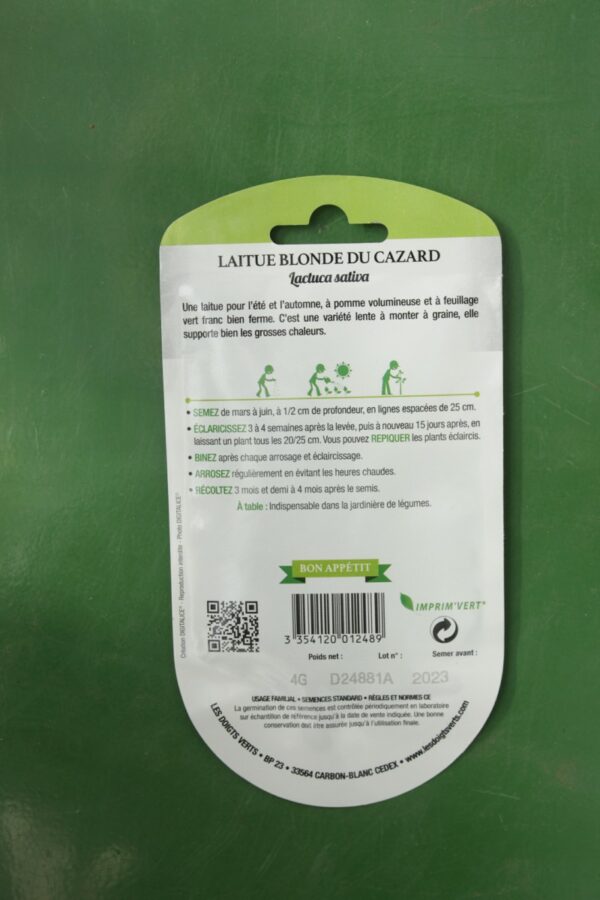 LAITUE BLONDE DU CAZARD
Lactuca sativa
Une laitue pour l'été et l'automne, à pomme volumineuse et à feuillage
vert franc bien ferme. C'est une variété lente à monter à graine, elle
supporte bien les grosses chaleurs.
• SEMEZ de mars à juin, à 1/2 cm de profondeur, en lignes espacées de 25 cm.
• ÉCLARICISSEZ 3 à 4 semaines après la levée, puis à nouveau 15 jours après, en
laissant un plant tous les 20/25 cm. Vous pouvez REPIQUER les plants éclaircis.
• BINEZ après chaque arrosage et éclaircissage.
• ARROSEZ régulièrement en évitant les heures chaudes.
• RÉCOLTEZ 3 mois et demi à 4 mois après le semis.
À table : Indispensable dans la jardinière de légumes.
Création DIGITALICE® - Reproduction interdite - Photo DIGITALICE®
BON APPÉTIT
IMPRIM'VERT®
3 354120 012489
Poids net : Lot n° : Semer avant :
4G D24881A 2023
USAGE FAMILIAL • SEMENCES STANDARD • RÈGLES ET NORMES CE
La germination de ces semences est contrôlée périodiquement en laboratoire
sur échantillon de référence jusqu'à la date de vente indiquée. Une bonne
conservation doit être assurée jusqu'à l'utilisation finale.
LES DOIGTS VERTS • BP 23 • 33564 CARBON-BLANC CEDEX • www.lesdoigtsverts.com